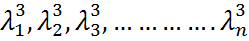 λ₁³, λ₂³, λ₃³, … … … …. λₙ³